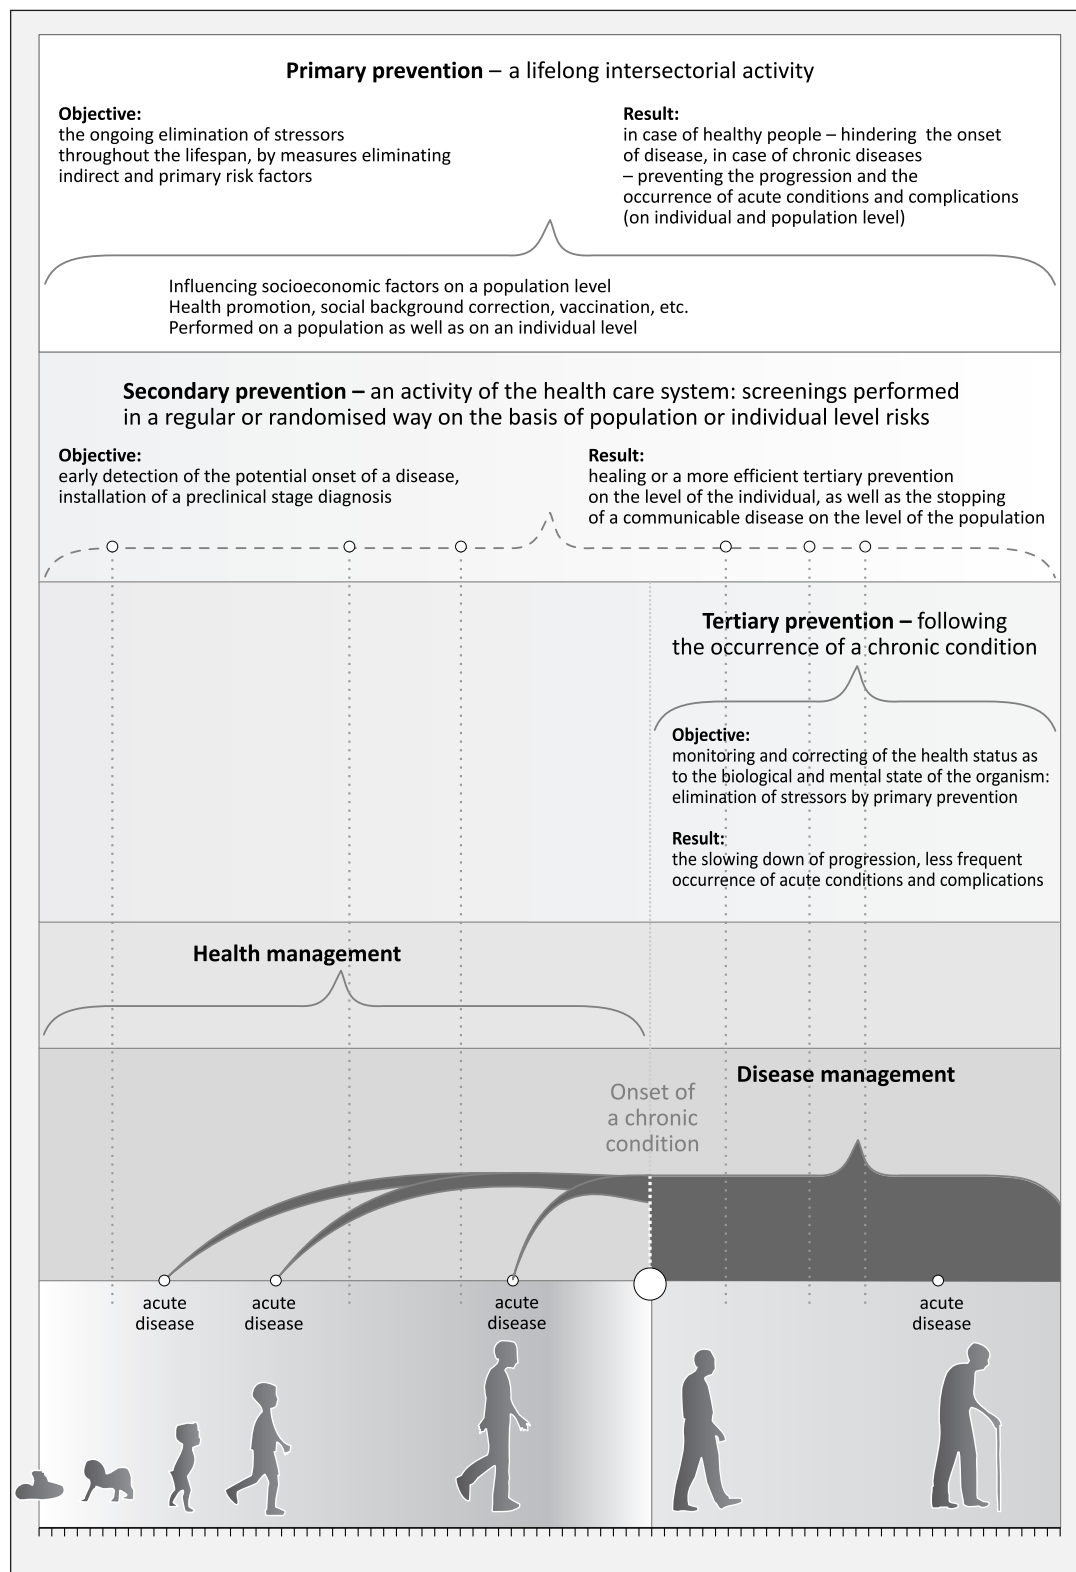 Primary prevention – a lifelong intersectorial activity
Objective:
the ongoing elimination of stressors
throughout the lifespan, by measures eliminating
indirect and primary risk factors
Result:
in case of healthy people – hindering the onset
of disease, in case of chronic diseases
– preventing the progression and the
occurrence of acute conditions and complications
(on individual and population level)
Influencing socioeconomic factors on a population level
Health promotion, social background correction, vaccination, etc.
Performed on a population as well as on an individual level
Secondary prevention – an activity of the health care system: screenings performed
in a regular or randomised way on the basis of population or individual level risks
Objective:
early detection of the potential onset of a disease,
installation of a preclinical stage diagnosis
Result:
healing or a more efficient tertiary prevention
on the level of the individual, as well as the stopping
of a communicable disease on the level of the population
Tertiary prevention – following
the occurrence of a chronic condition
Objective:
monitoring and correcting of the health status as
to the biological and mental state of the organism:
elimination of stressors by primary prevention
Result:
the slowing down of progression, less frequent
occurrence of acute conditions and complications
Health management
Disease management
Onset of
a chronic
condition
acute
disease
acute
disease
acute
disease
acute
disease